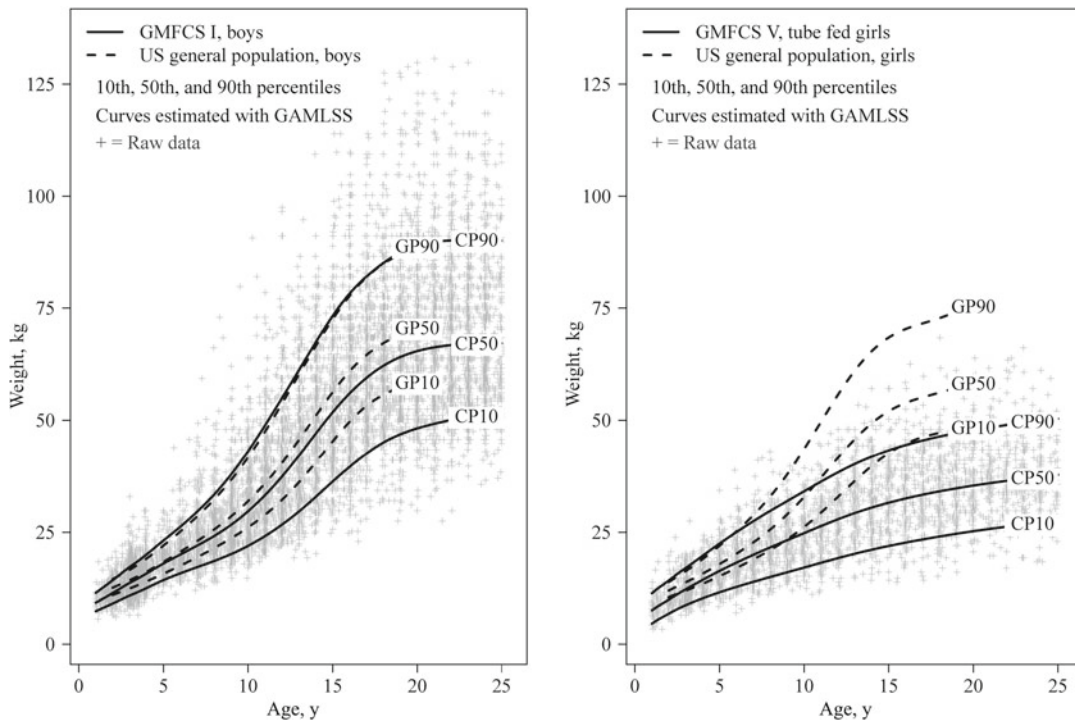 GMFCS I, boys
US general population, boys
10th, 50th, and 90th percentiles
Curves estimated with GAMLSS
+ = Raw data
125
100
75
50
25
0
Weight, kg
GP90
CP90
GP50
CP50
GP10
CP10
0
5
10
15
20
25
Age, y
GMFCS V, tube fed girls
US general population, girls
10th, 50th, and 90th percentiles
Curves estimated with GAMLSS
+ = Raw data
125
100
75
50
25
0
Weight, kg
GP90
GP50
GP10
CP90
CP50
CP10
0
5
10
15
20
25
Age, y